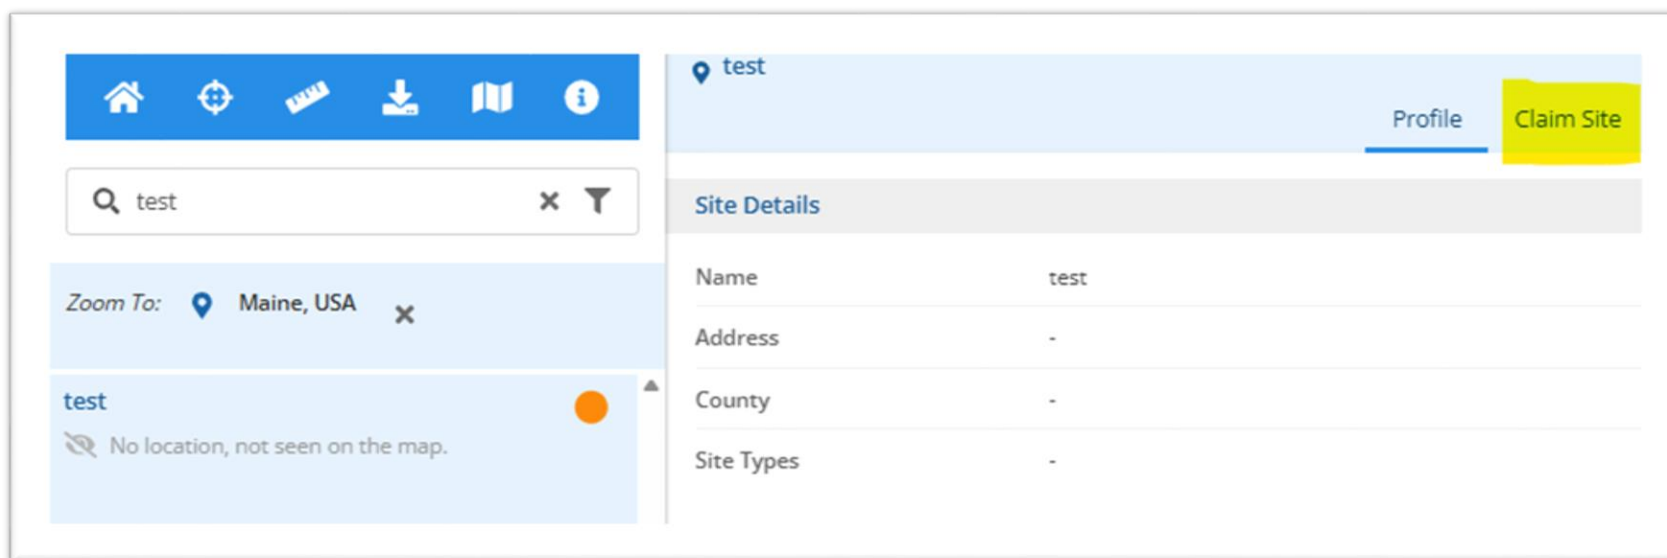 test
Zoom To: Maine, USA
test
No location, not seen on the map.
test
Profile Claim Site
Site Details
Name test
Address -
County -
Site Types -